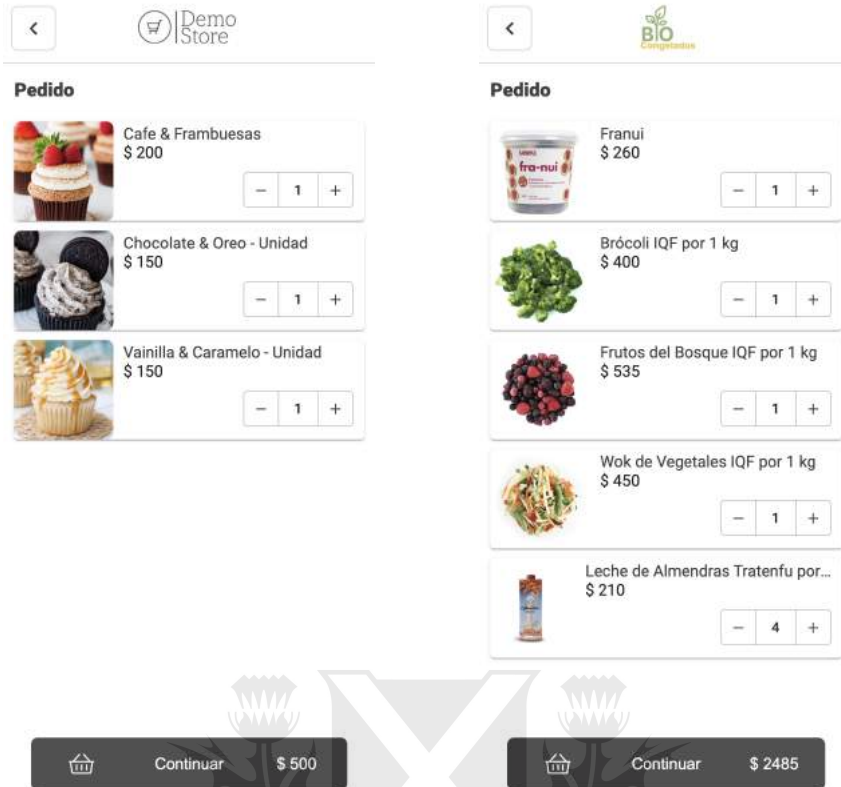 Demo
Store
Pedido
Cafe & Frambuesas
$ 200
− 1 +
Chocolate & Oreo - Unidad
$ 150
− 1 +
Vainilla & Caramelo - Unidad
$ 150
− 1 +
Continuar $ 500
BIO
Congelados
Pedido
Franui
$ 260
fra-nui
− 1 +
Brócoli IQF por 1 kg
$ 400
− 1 +
Frutos del Bosque IQF por 1 kg
$ 535
− 1 +
Wok de Vegetales IQF por 1 kg
$ 450
− 1 +
Leche de Almendras Tratenfu por...
$ 210
− 4 +
Continuar $ 2485